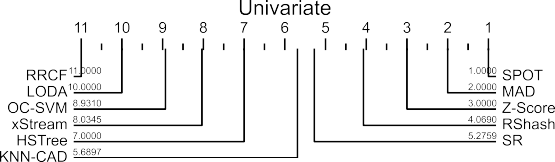 Univariate
11 10 9 8 7 6 5 4 3 2 1
RRCF 11.0000 1.0000 SPOT
LODA 10.0000 2.0000 MAD
OC-SVM 8.9310 3.0000 Z-Score
xStream 8.0345 4.0690 RShash
HSTree 7.0000 5.2759 SR
KNN-CAD 5.6897